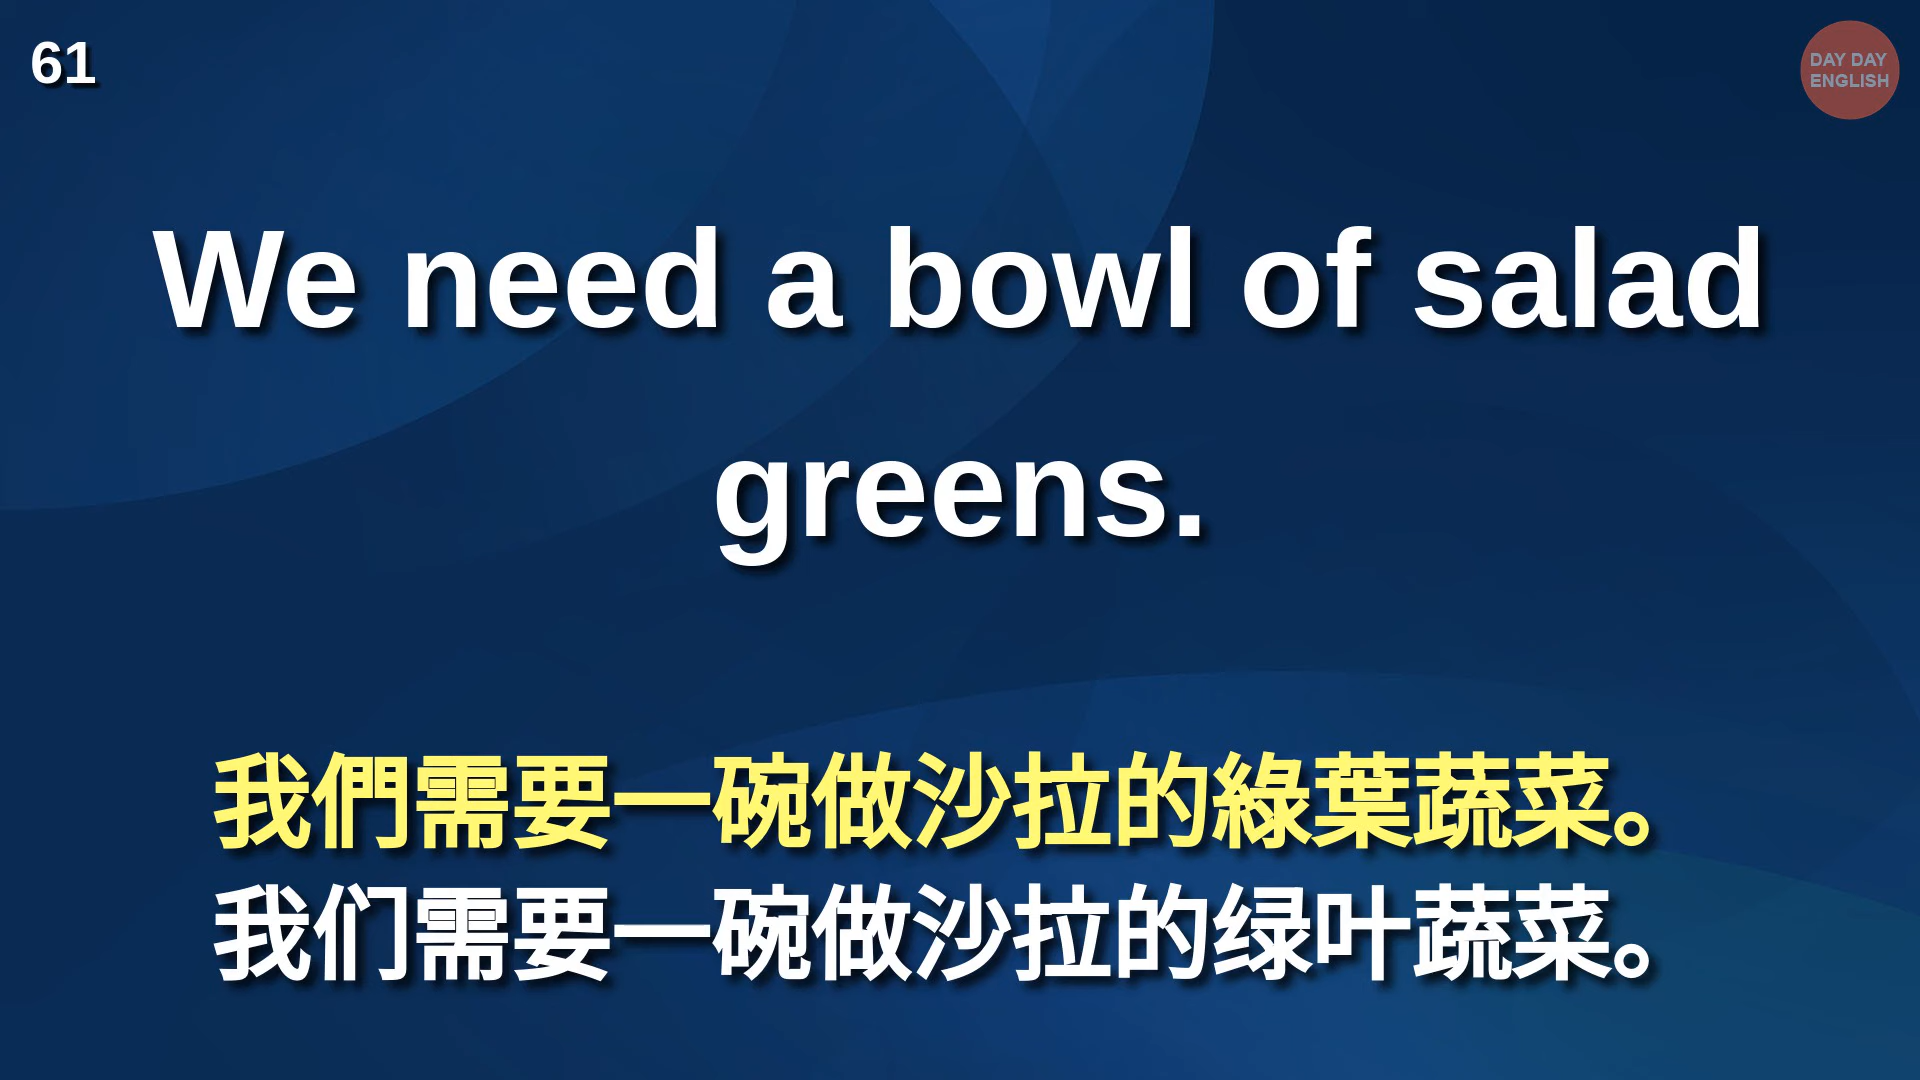 61
DAY DAY
ENGLISH
We need a bowl of salad
greens.
我們需要一碗做沙拉的綠葉蔬菜。
我们需要一碗做沙拉的绿叶蔬菜。